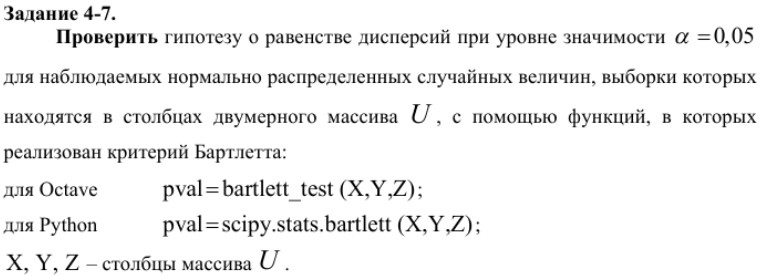 Задание 4-7.
Проверить гипотезу о равенстве дисперсий при уровне значимости α = 0,05
для наблюдаемых нормально распределенных случайных величин, выборки которых
находятся в столбцах двумерного массива U , с помощью функций, в которых
реализован критерий Бартлетта:
для Octave pval=bartlett_test (X,Y,Z);
для Python pval=scipy.stats.bartlett (X,Y,Z);
X, Y, Z – столбцы массива U .